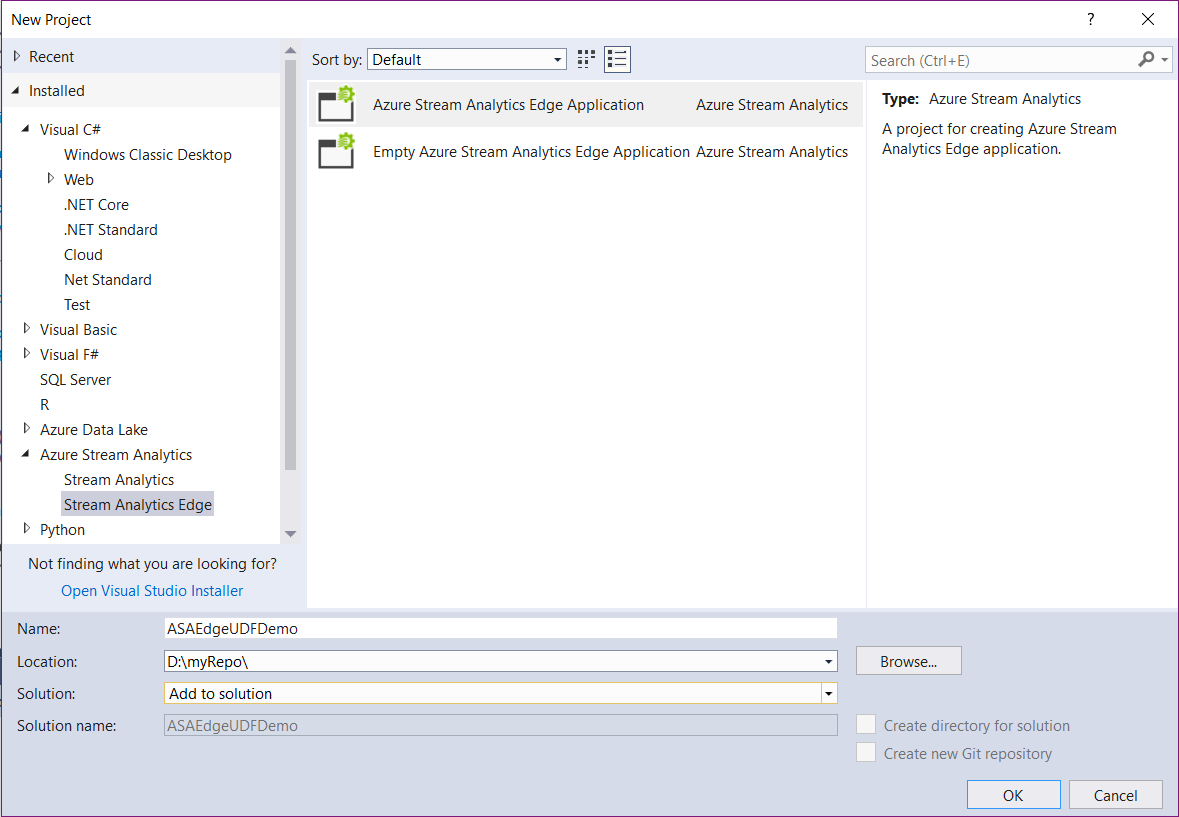 New Project
?
Recent
Installed
Visual C#
Windows Classic Desktop
Web
.NET Core
.NET Standard
Cloud
Net Standard
Test
Visual Basic
Visual F#
SQL Server
R
Azure Data Lake
Azure Stream Analytics
Stream Analytics
Stream Analytics Edge
Python
Not finding what you are looking for?
Open Visual Studio Installer
Sort by: Default
Azure Stream Analytics Edge Application Azure Stream Analytics
Empty Azure Stream Analytics Edge Application Azure Stream Analytics
Search (Ctrl+E)
Type: Azure Stream Analytics
A project for creating Azure Stream
Analytics Edge application.
Name: ASAEdgeUDFDemo
Location: D:\myRepo\ Browse...
Solution: Add to solution
Solution name: ASAEdgeUDFDemo
Create directory for solution
Create new Git repository
OK Cancel